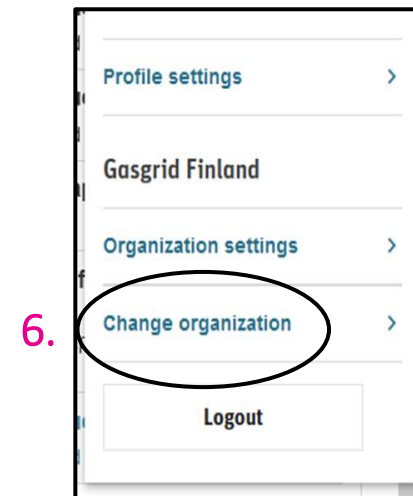 Profile settings
Gasgrid Finland
Organization settings
6. Change organization
Logout